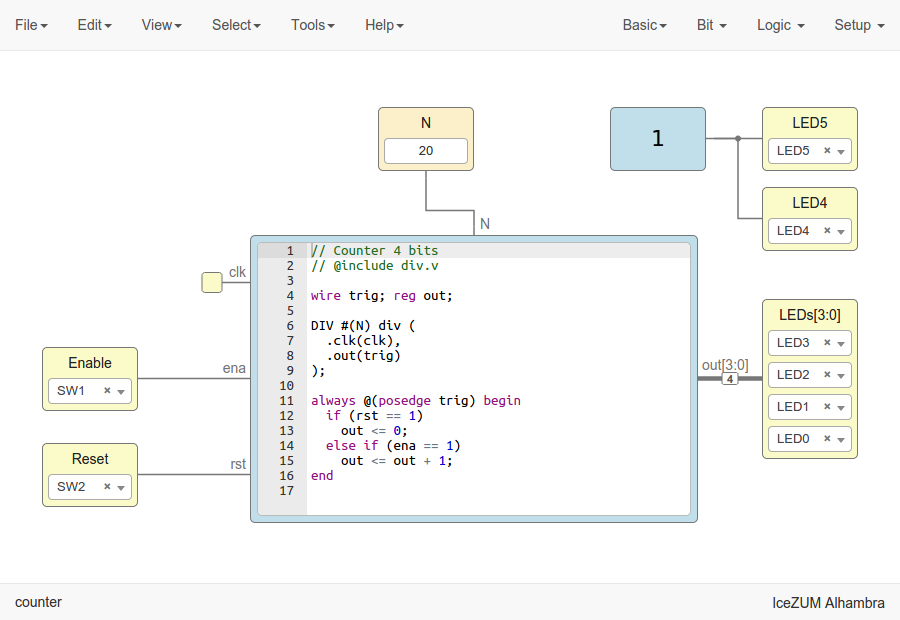 File Edit View Select Tools Help Basic Bit Logic Setup
N
20
N
1
LED5
LED5 ×
LED4
LED4 ×
clk
Enable
SW1 ×
ena
Reset
SW2 ×
rst
1 // Counter 4 bits
2 // @include div.v
3
4 wire trig; reg out;
5
6 DIV #(N) div (
7   .clk(clk),
8   .out(trig)
9 );
10
11 always @(posedge trig) begin
12   if (rst == 1)
13     out <= 0;
14   else if (ena == 1)
15     out <= out + 1;
16 end
17
out[3:0]
4
LEDs[3:0]
LED3 ×
LED2 ×
LED1 ×
LED0 ×
counter
IceZUM Alhambra